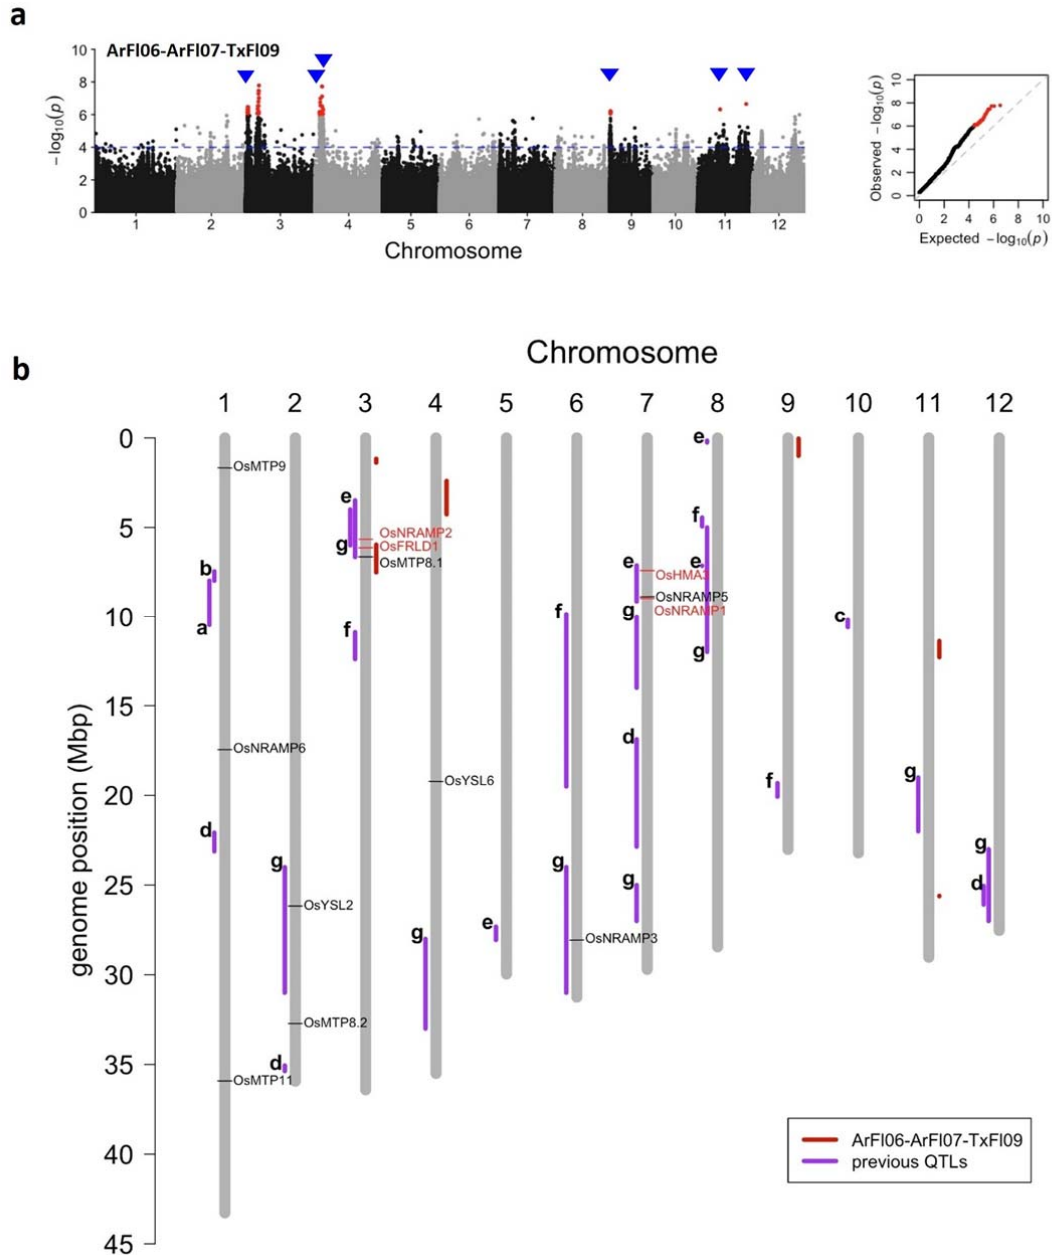 a
ArFl06-ArFl07-TxFl09
10
8
6
4
2
0
−log10(p)
1 2 3 4 5 6 7 8 9 10 11 12
Chromosome
10
8
6
4
2
0
Observed −log10(p)
0 2 4 6 8 10
Expected −log10(p)
b
Chromosome
1 2 3 4 5 6 7 8 9 10 11 12
genome position (Mbp)
0
5
10
15
20
25
30
35
40
45
b
a
d
OsMTP9
OsNRAMP6
OsMTP11
g
d
OsYSL2
OsMTP8.2
e
g
f
OsNRAMP2
OsFRLD1
OsMTP8.1
g
OsYSL6
e
f
g
OsNRAMP3
e
g
d
g
OsHMA3
OsNRAMP5
OsNRAMP1
e
f
e
g
f
c
g
g
d
ArFl06-ArFl07-TxFl09
previous QTLs